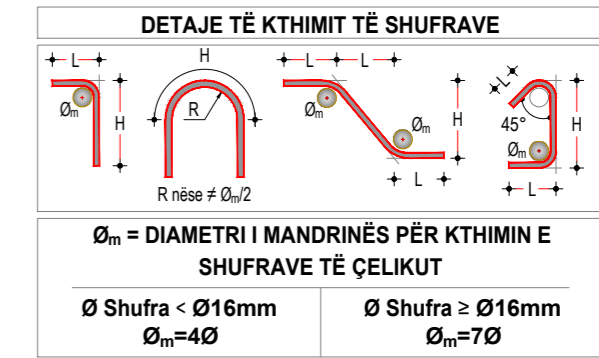 DETAJE TË KTHIMIT TË SHUFRAVE
L
Øm
H
H
R
R nëse ≠ Øm/2
L L
Øm
Øm
H
L
L
45°
Øm
H
L
Øm = DIAMETRI I MANDRINËS PËR KTHIMIN E
SHUFRAVE TË ÇELIKUT
Ø Shufra < Ø16mm
Øm=4Ø
Ø Shufra ≥ Ø16mm
Øm=7Ø